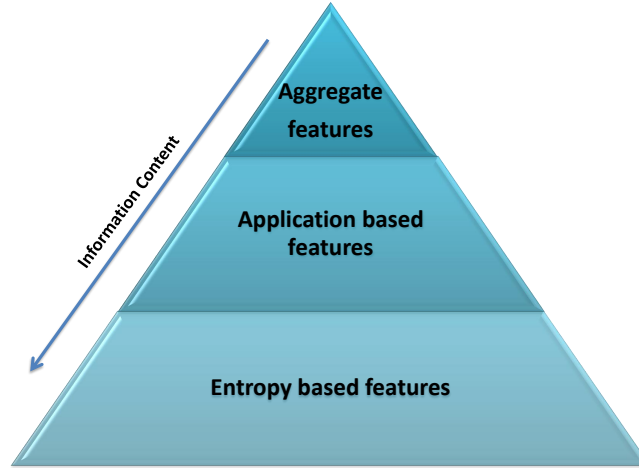 Aggregate
features
Information Content
Application based
features
Entropy based features